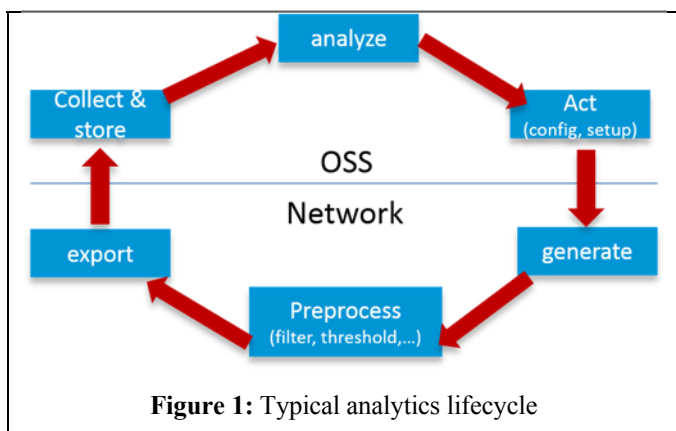 analyze
Collect &
store
Act
(config, setup)
OSS
Network
export
generate
Preprocess
(filter, threshold,...)
Figure 1: Typical analytics lifecycle